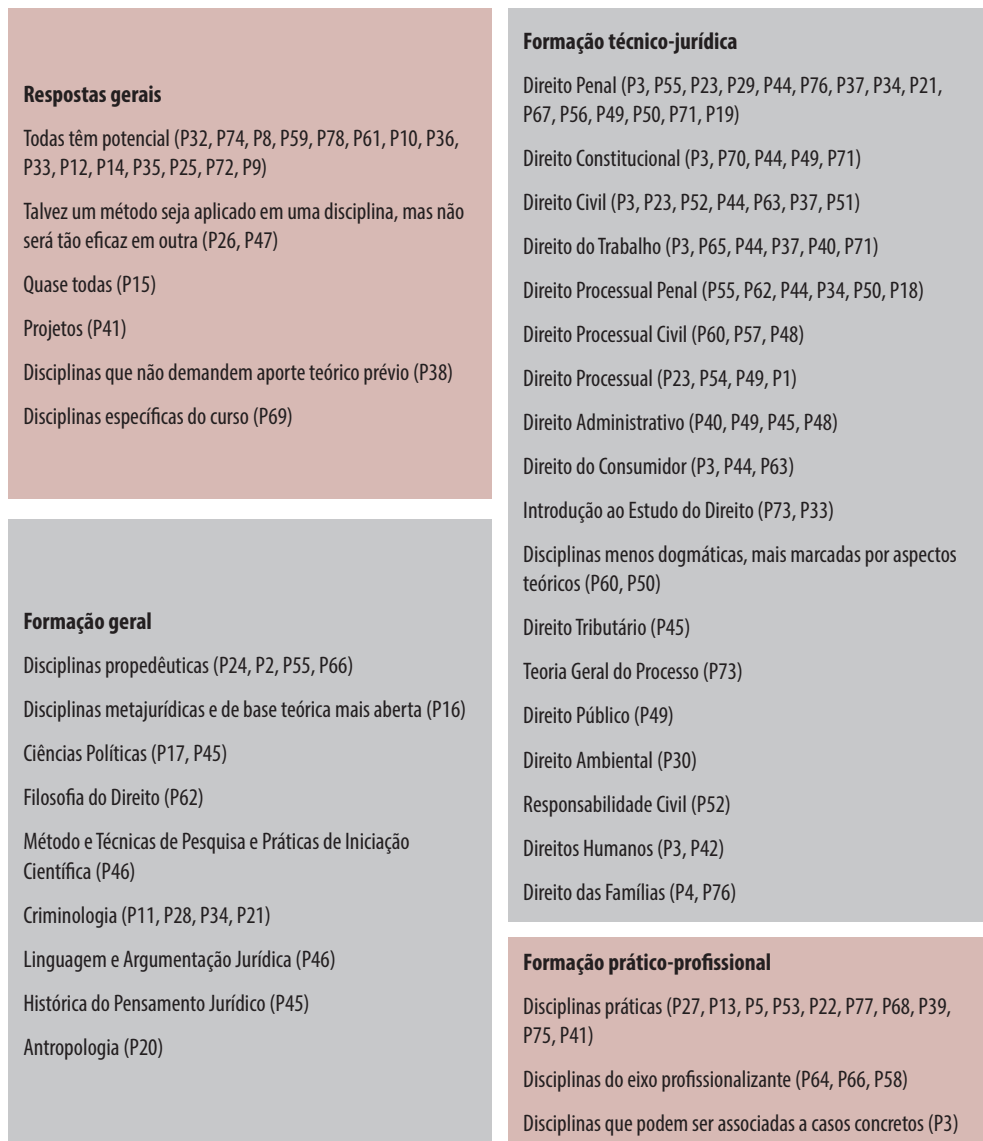 Respostas gerais
Todas têm potencial (P32, P74, P8, P59, P78, P61, P10, P36,
P33, P12, P14, P35, P25, P72, P9)
Talvez um método seja aplicado em uma disciplina, mas não
será tão eficaz em outra (P26, P47)
Quase todas (P15)
Projetos (P41)
Disciplinas que não demandem aporte teórico prévio (P38)
Disciplinas específicas do curso (P69)
Formação geral
Disciplinas propedêuticas (P24, P2, P55, P66)
Disciplinas metajurídicas e de base teórica mais aberta (P16)
Ciências Políticas (P17, P45)
Filosofia do Direito (P62)
Método e Técnicas de Pesquisa e Práticas de Iniciação
Científica (P46)
Criminologia (P11, P28, P34, P21)
Linguagem e Argumentação Jurídica (P46)
Histórica do Pensamento Jurídico (P45)
Antropologia (P20)
Formação técnico-jurídica
Direito Penal (P3, P55, P23, P29, P44, P76, P37, P34, P21,
P67, P56, P49, P50, P71, P19)
Direito Constitucional (P3, P70, P44, P49, P71)
Direito Civil (P3, P23, P52, P44, P63, P37, P51)
Direito do Trabalho (P3, P65, P44, P37, P40, P71)
Direito Processual Penal (P55, P62, P44, P34, P50, P18)
Direito Processual Civil (P60, P57, P48)
Direito Processual (P23, P54, P49, P1)
Direito Administrativo (P40, P49, P45, P48)
Direito do Consumidor (P3, P44, P63)
Introdução ao Estudo do Direito (P73, P33)
Disciplinas menos dogmáticas, mais marcadas por aspectos
teóricos (P60, P50)
Direito Tributário (P45)
Teoria Geral do Processo (P73)
Direito Público (P49)
Direito Ambiental (P30)
Responsabilidade Civil (P52)
Direitos Humanos (P3, P42)
Direito das Famílias (P4, P76)
Formação prático-profissional
Disciplinas práticas (P27, P13, P5, P53, P22, P77, P68, P39,
P75, P41)
Disciplinas do eixo profissionalizante (P64, P66, P58)
Disciplinas que podem ser associadas a casos concretos (P3)